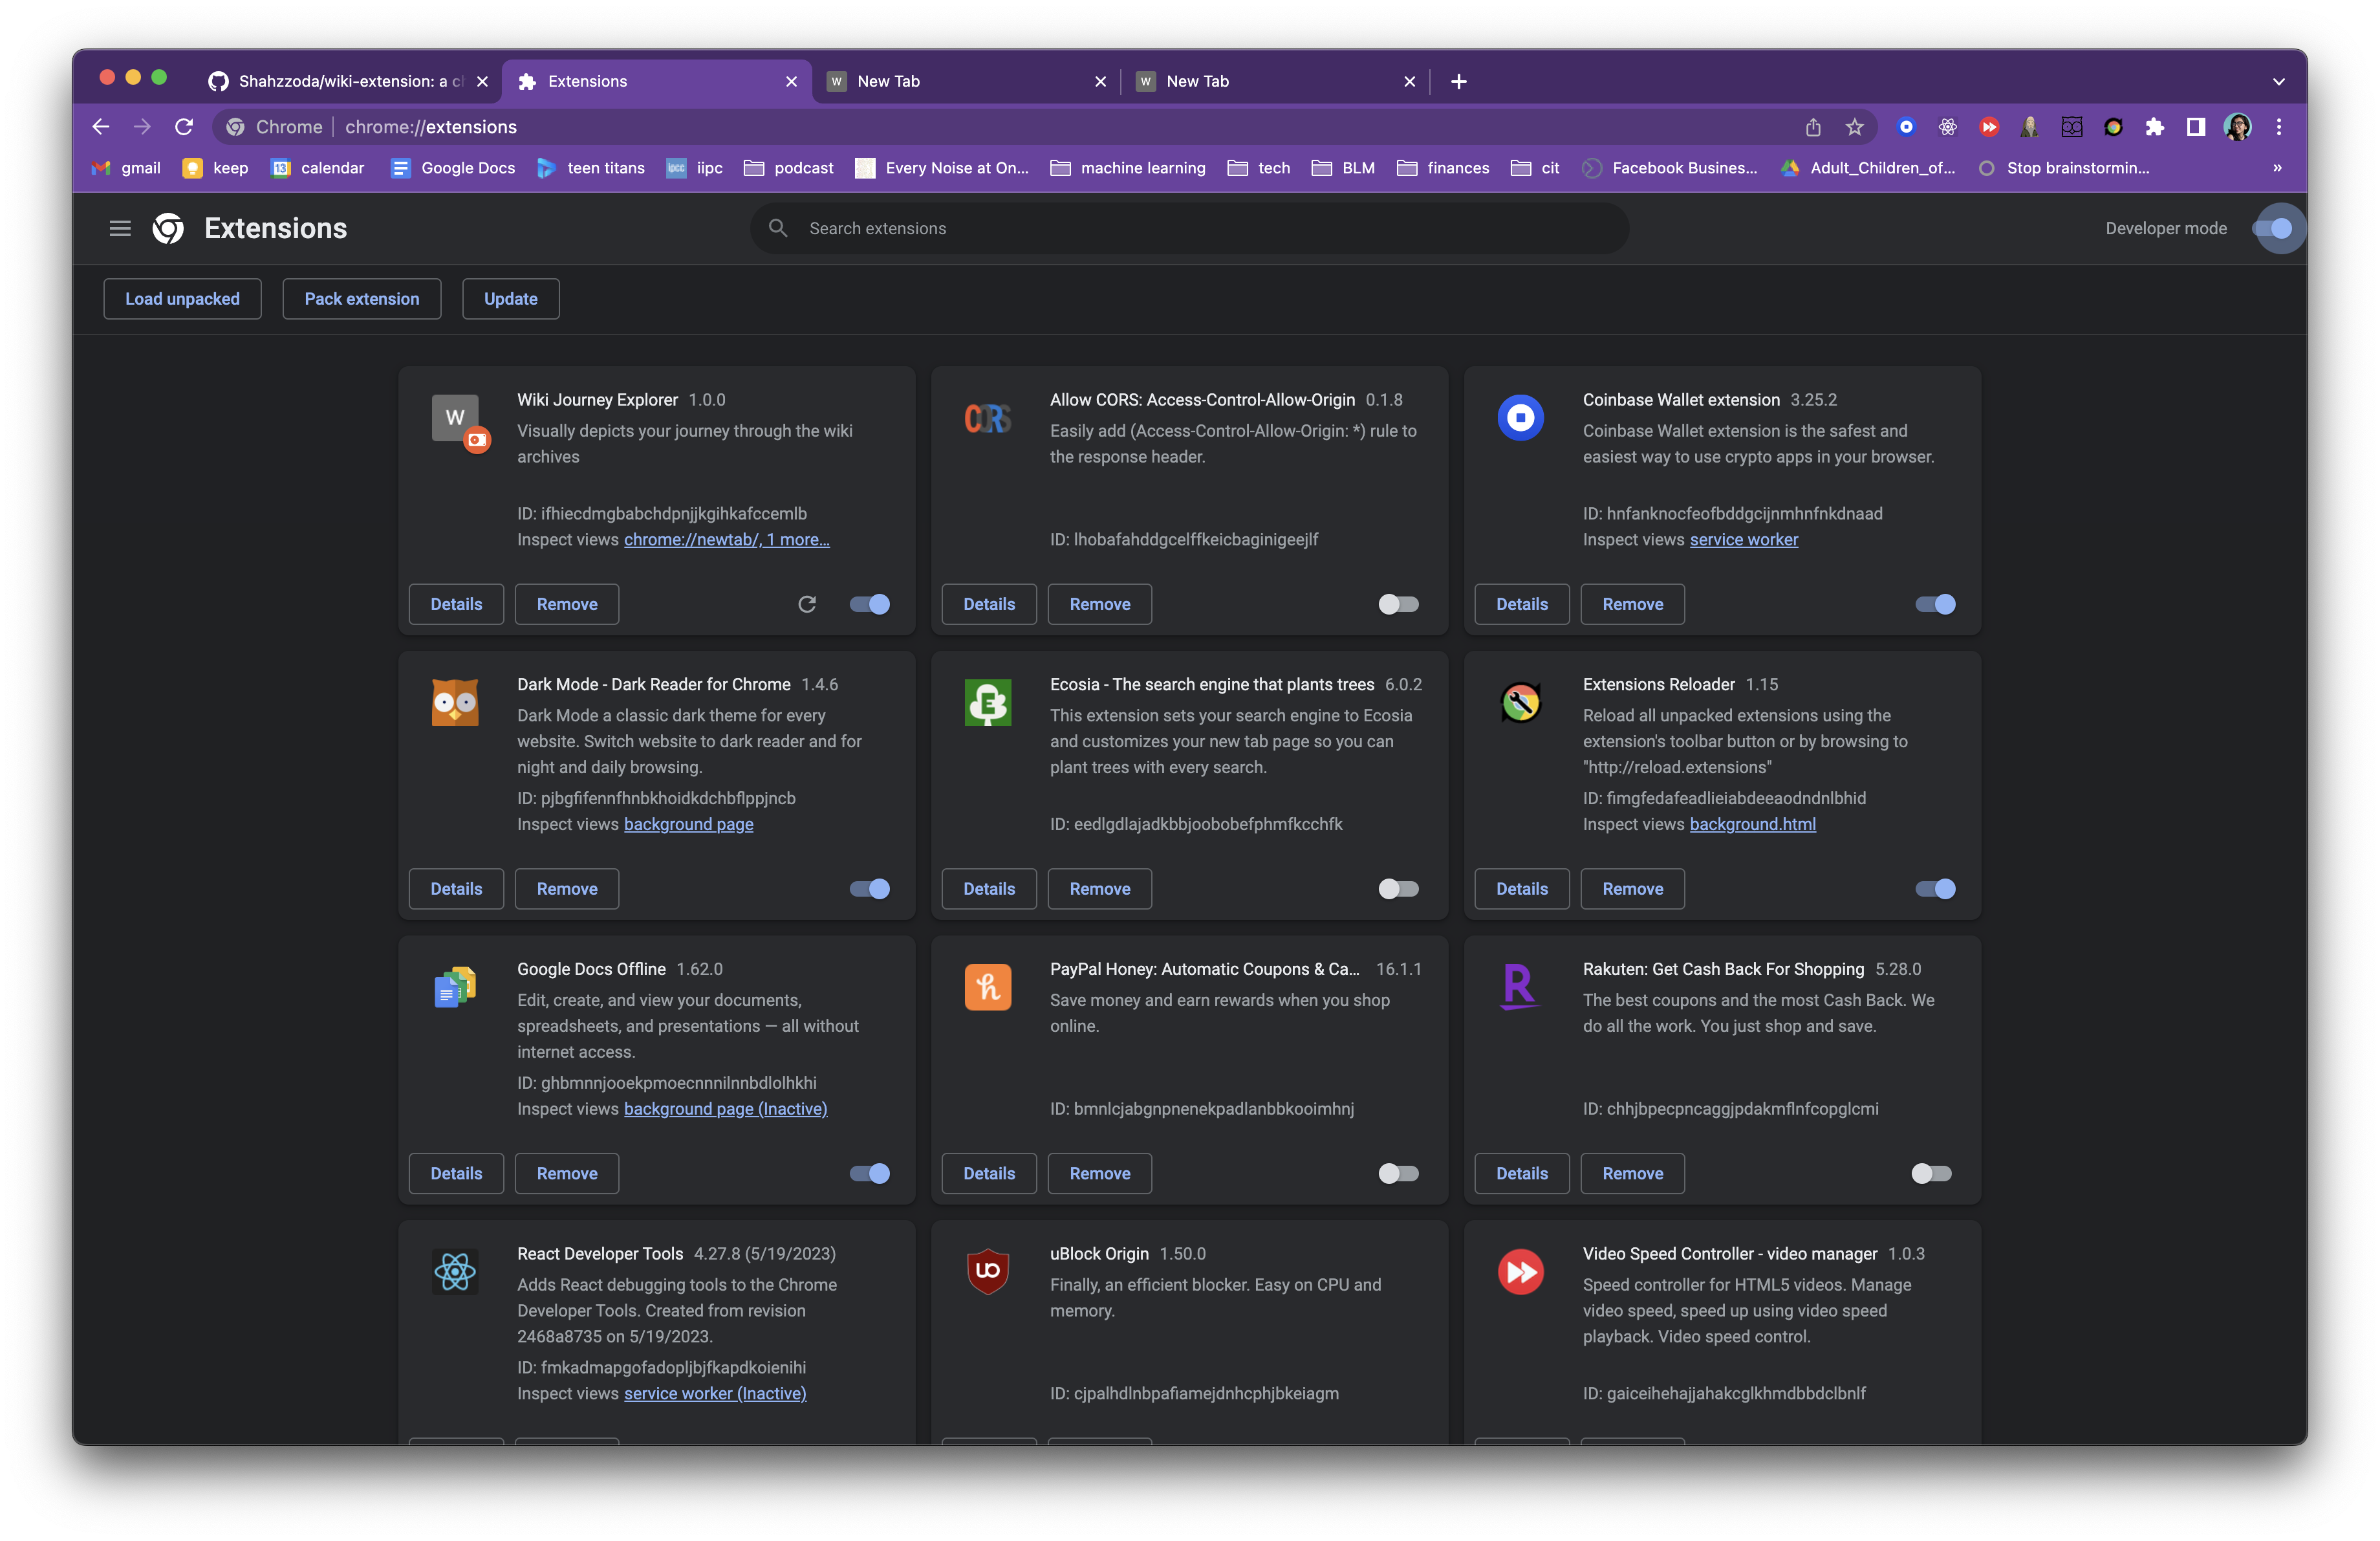 Shahzzoda/wiki-extension: a ch
Extensions
W New Tab
W New Tab
Chrome chrome://extensions
gmail
keep
13 calendar
Google Docs
teen titans
ipcc iipc
podcast
Every Noise at On...
machine learning
tech
BLM
finances
cit
Facebook Busines...
Adult_Children_of...
Stop brainstormin...
»
Extensions
Search extensions
Developer mode
Load unpacked
Pack extension
Update
W
Wiki Journey Explorer 1.0.0
Visually depicts your journey through the wiki
archives
ID: ifhiecdmgbabchdpnjjkgihkafccemlb
Inspect views chrome://newtab/, 1 more...
Details
Remove
CORS
Allow CORS: Access-Control-Allow-Origin 0.1.8
Easily add (Access-Control-Allow-Origin: *) rule to
the response header.
ID: lhobafahddgcelffkeicbaginigeejlf
Details
Remove
Coinbase Wallet extension 3.25.2
Coinbase Wallet extension is the safest and
easiest way to use crypto apps in your browser.
ID: hnfanknocfeofbddgcijnmhnfnkdnaad
Inspect views service worker
Details
Remove
Dark Mode - Dark Reader for Chrome 1.4.6
Dark Mode a classic dark theme for every
website. Switch website to dark reader and for
night and daily browsing.
ID: pjbgfifennfhnbkhoidkdchbflppjncb
Inspect views background page
Details
Remove
E
Ecosia - The search engine that plants trees 6.0.2
This extension sets your search engine to Ecosia
and customizes your new tab page so you can
plant trees with every search.
ID: eedlgdlajadkbbjoobobefphmfkcchfk
Details
Remove
Extensions Reloader 1.15
Reload all unpacked extensions using the
extension's toolbar button or by browsing to
"http://reload.extensions"
ID: fimgfedafeadlieiabdeeaodndnlbhid
Inspect views background.html
Details
Remove
Google Docs Offline 1.62.0
Edit, create, and view your documents,
spreadsheets, and presentations — all without
internet access.
ID: ghbmnnjooekpmoecnnnilnnbdlolhkhi
Inspect views background page (Inactive)
Details
Remove
h
PayPal Honey: Automatic Coupons & Ca... 16.1.1
Save money and earn rewards when you shop
online.
ID: bmnlcjabgnpnenekpadlanbbkooimhnj
Details
Remove
R
Rakuten: Get Cash Back For Shopping 5.28.0
The best coupons and the most Cash Back. We
do all the work. You just shop and save.
ID: chhjbpecpncaggjpdakmflnfcopglcmi
Details
Remove
React Developer Tools 4.27.8 (5/19/2023)
Adds React debugging tools to the Chrome
Developer Tools. Created from revision
2468a8735 on 5/19/2023.
ID: fmkadmapgofadopljbjfkapdkoienihi
Inspect views service worker (Inactive)
uo
uBlock Origin 1.50.0
Finally, an efficient blocker. Easy on CPU and
memory.
ID: cjpalhdlnbpafiamejdnhcphjbkeiagm
Video Speed Controller - video manager 1.0.3
Speed controller for HTML5 videos. Manage
video speed, speed up using video speed
playback. Video speed control.
ID: gaiceihehajjahakcglkhmdbbdclbnlf